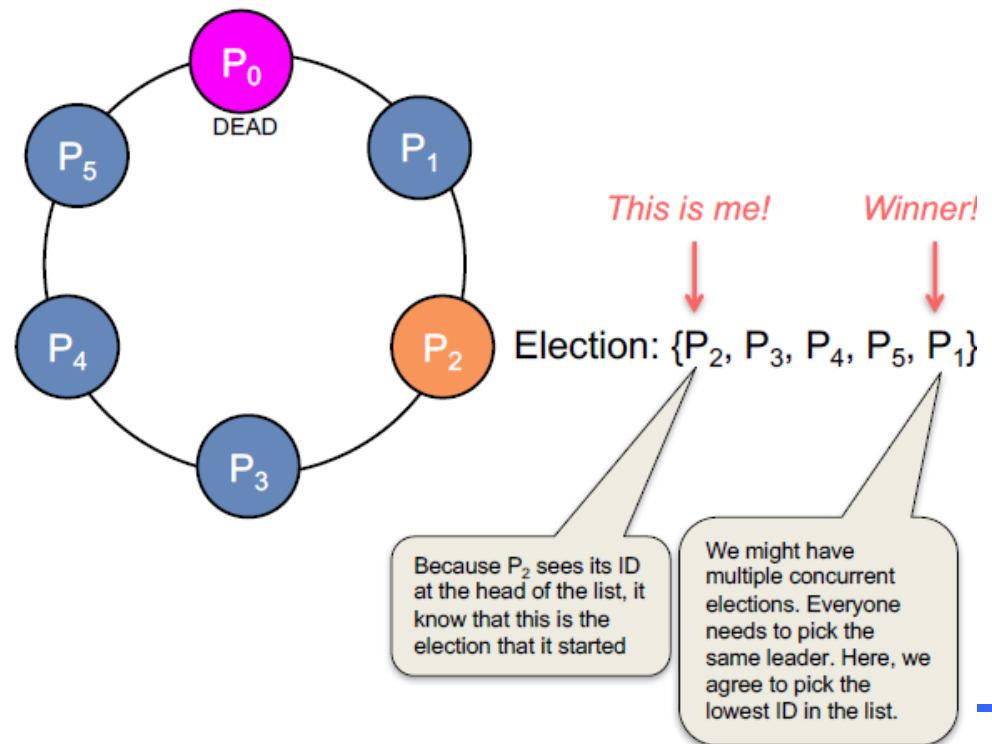 P₀
DEAD
P₅
P₁
This is me!
Winner!
P₄
P₂
Election: {P₂, P₃, P₄, P₅, P₁}
P₃
Because P₂ sees its ID
at the head of the list, it
know that this is the
election that it started
We might have
multiple concurrent
elections. Everyone
needs to pick the
same leader. Here, we
agree to pick the
lowest ID in the list.